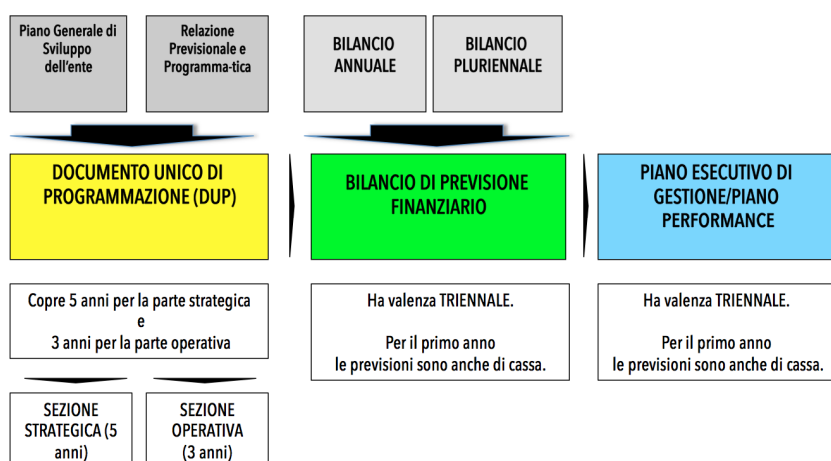 Piano Generale di
Sviluppo
dell'ente
Relazione
Previsionale e
Programma-tica
BILANCIO
ANNUALE
BILANCIO
PLURIENNALE
DOCUMENTO UNICO DI
PROGRAMMAZIONE (DUP)
BILANCIO DI PREVISIONE
FINANZIARIO
PIANO ESECUTIVO DI
GESTIONE/PIANO
PERFORMANCE
Copre 5 anni per la parte strategica
e
3 anni per la parte operativa
Ha valenza TRIENNALE.
Per il primo anno
le previsioni sono anche di cassa.
Ha valenza TRIENNALE.
Per il primo anno
le previsioni sono anche di cassa.
SEZIONE
STRATEGICA (5
anni)
SEZIONE
OPERATIVA
(3 anni)